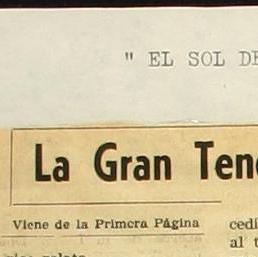 " EL SOL DE
La Gran Ten
Viene de la Primera Página
cedi
al t